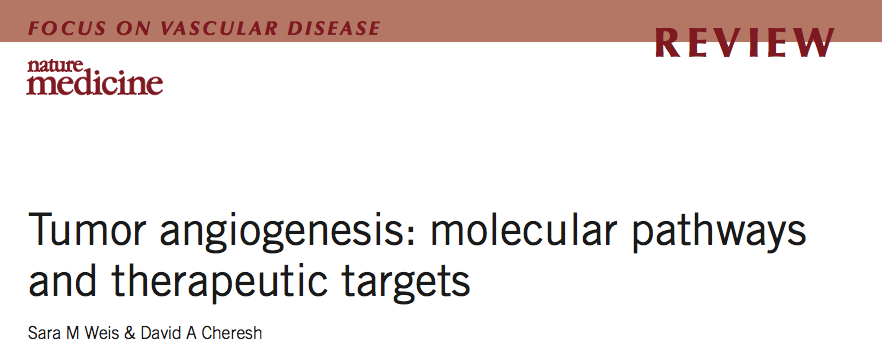 FOCUS ON VASCULAR DISEASE
REVIEW
nature
medicine
Tumor angiogenesis: molecular pathways
and therapeutic targets
Sara M Weis & David A Cheresh